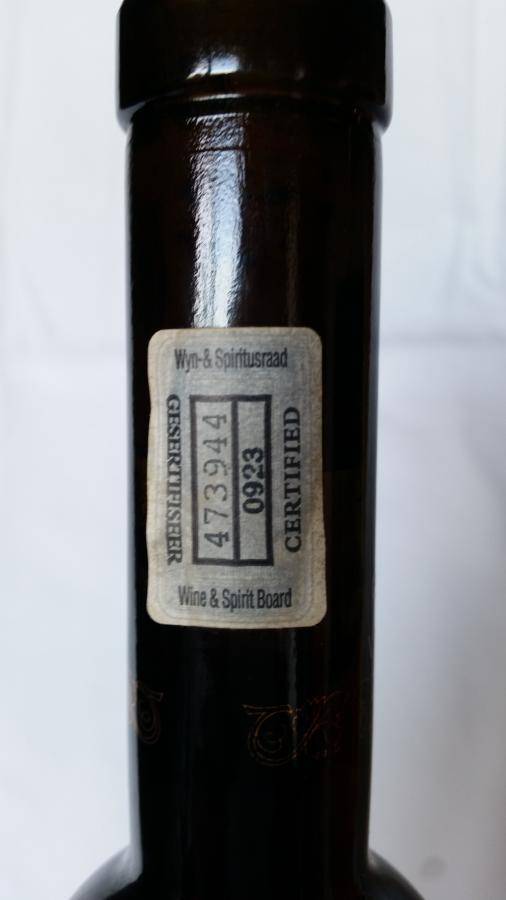 Wyn-& Spiritusraad
GESERTIFISEER
473944
0923
CERTIFIED
Wine & Spirit Board